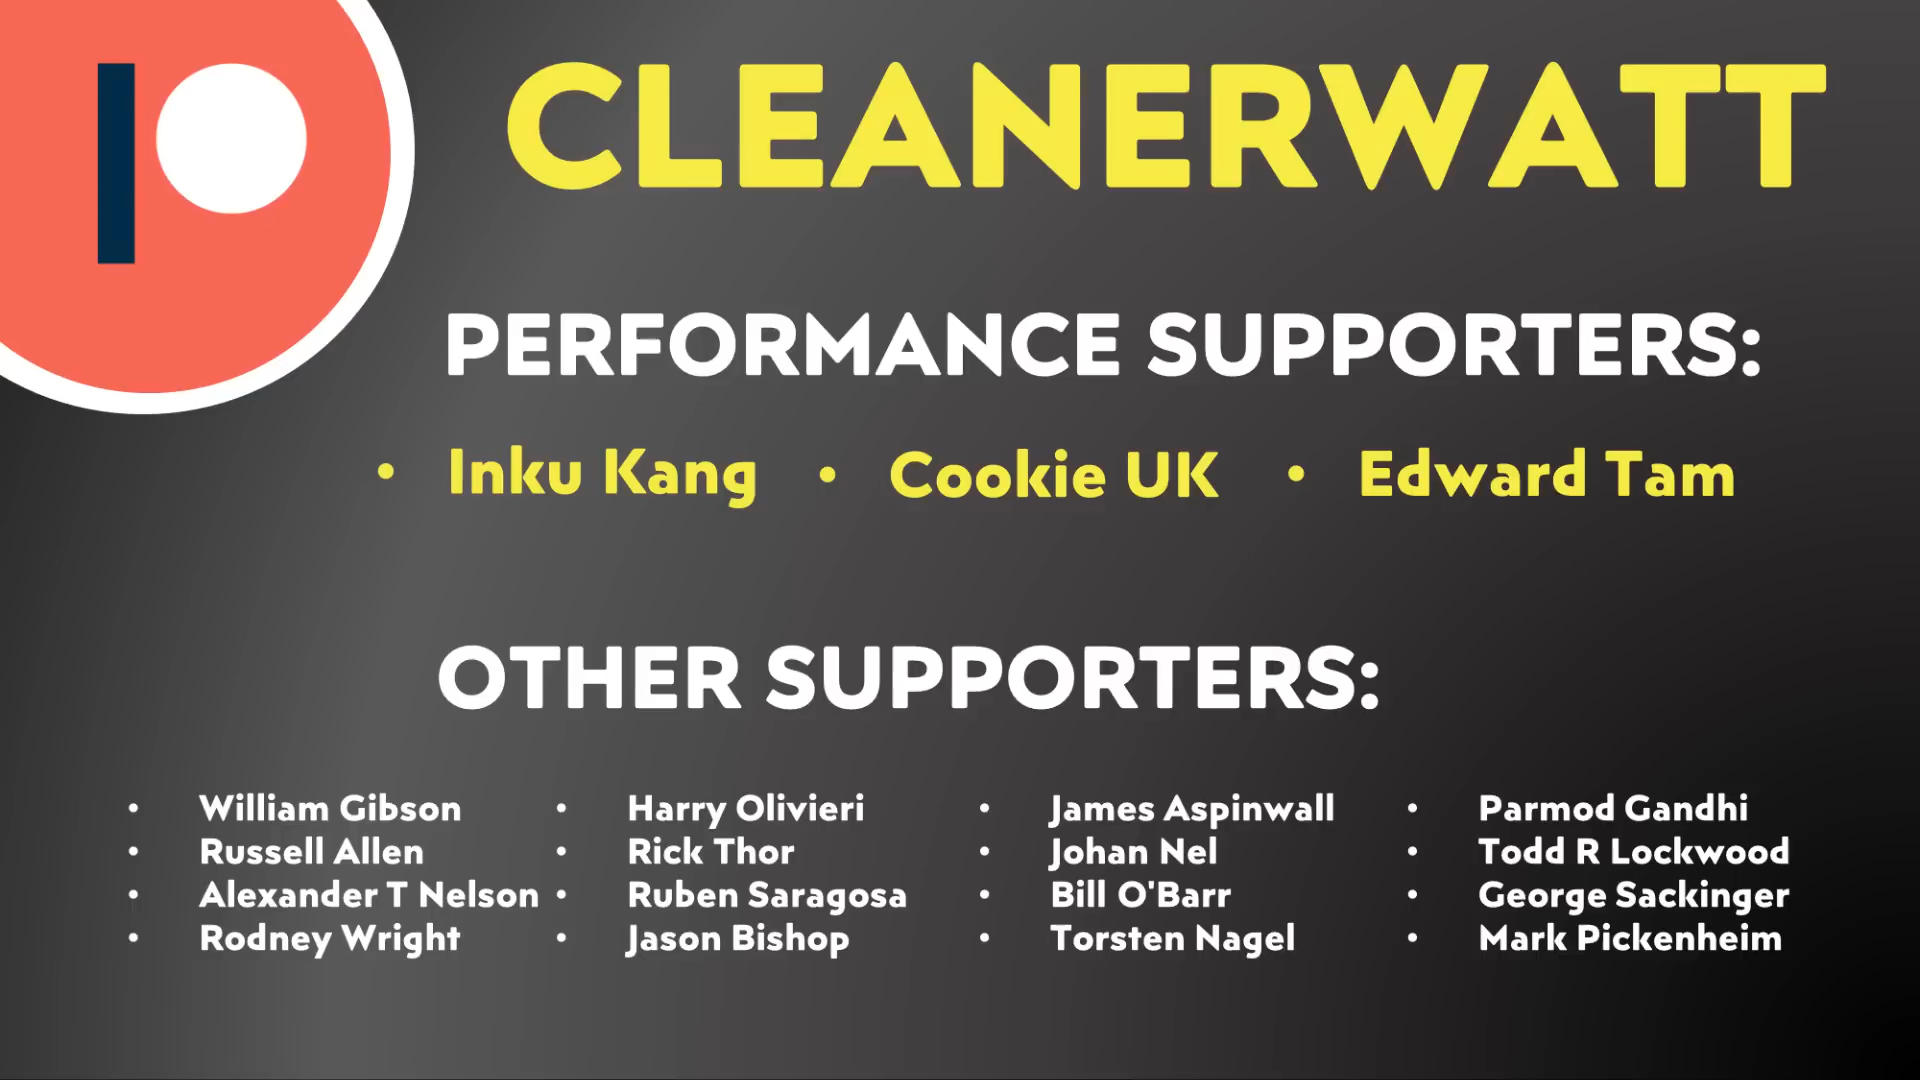 CLEANERWATT
PERFORMANCE SUPPORTERS:
• Inku Kang • Cookie UK • Edward Tam
OTHER SUPPORTERS:
• William Gibson • Harry Olivieri • James Aspinwall • Parmod Gandhi
• Russell Allen • Rick Thor • Johan Nel • Todd R Lockwood
• Alexander T Nelson • Ruben Saragosa • Bill O'Barr • George Sackinger
• Rodney Wright • Jason Bishop • Torsten Nagel • Mark Pickenheim